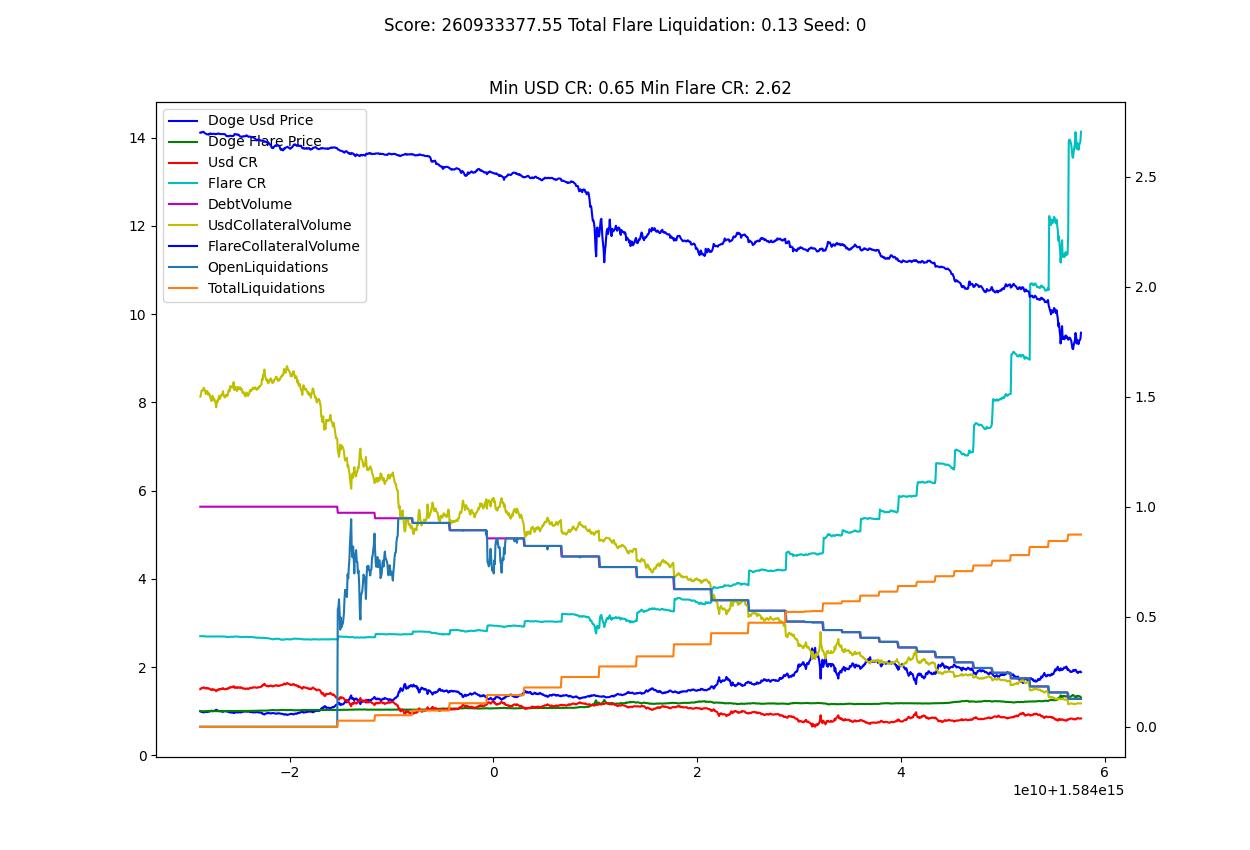 Score: 260933377.55 Total Flare Liquidation: 0.13 Seed: 0
Min USD CR: 0.65 Min Flare CR: 2.62
Doge Usd Price
Doge Flare Price
Usd CR
Flare CR
DebtVolume
UsdCollateralVolume
FlareCollateralVolume
OpenLiquidations
TotalLiquidations
14
12
10
8
6
4
2
0
2.5
2.0
1.5
1.0
0.5
0.0
−2
0
2
4
6
1e10+1.584e15